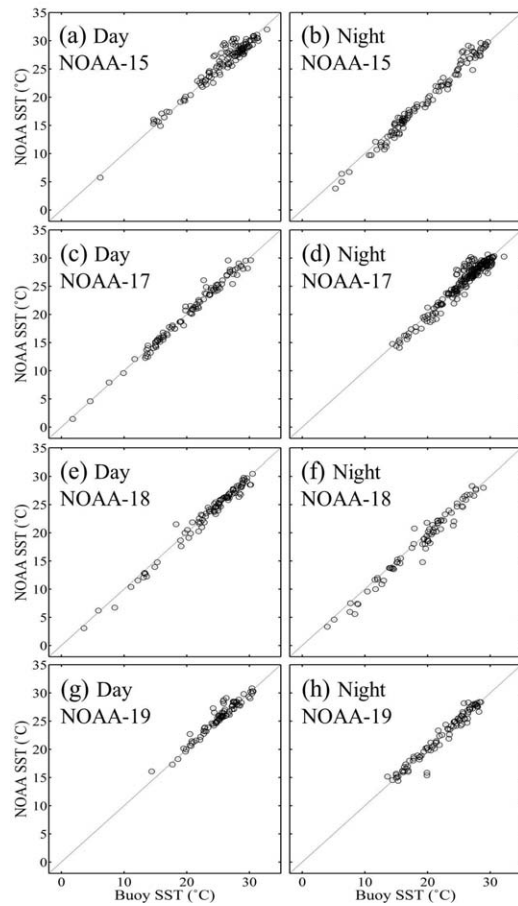 35
30
25
20
15
10
5
0
NOAA SST (˚C)
(a) Day
NOAA-15
(b) Night
NOAA-15
35
30
25
20
15
10
5
0
NOAA SST (˚C)
(c) Day
NOAA-17
(d) Night
NOAA-17
35
30
25
20
15
10
5
0
NOAA SST (˚C)
(e) Day
NOAA-18
(f) Night
NOAA-18
35
30
25
20
15
10
5
0
NOAA SST (˚C)
(g) Day
NOAA-19
(h) Night
NOAA-19
0 10 20 30
Buoy SST (˚C)
0 10 20 30
Buoy SST (˚C)